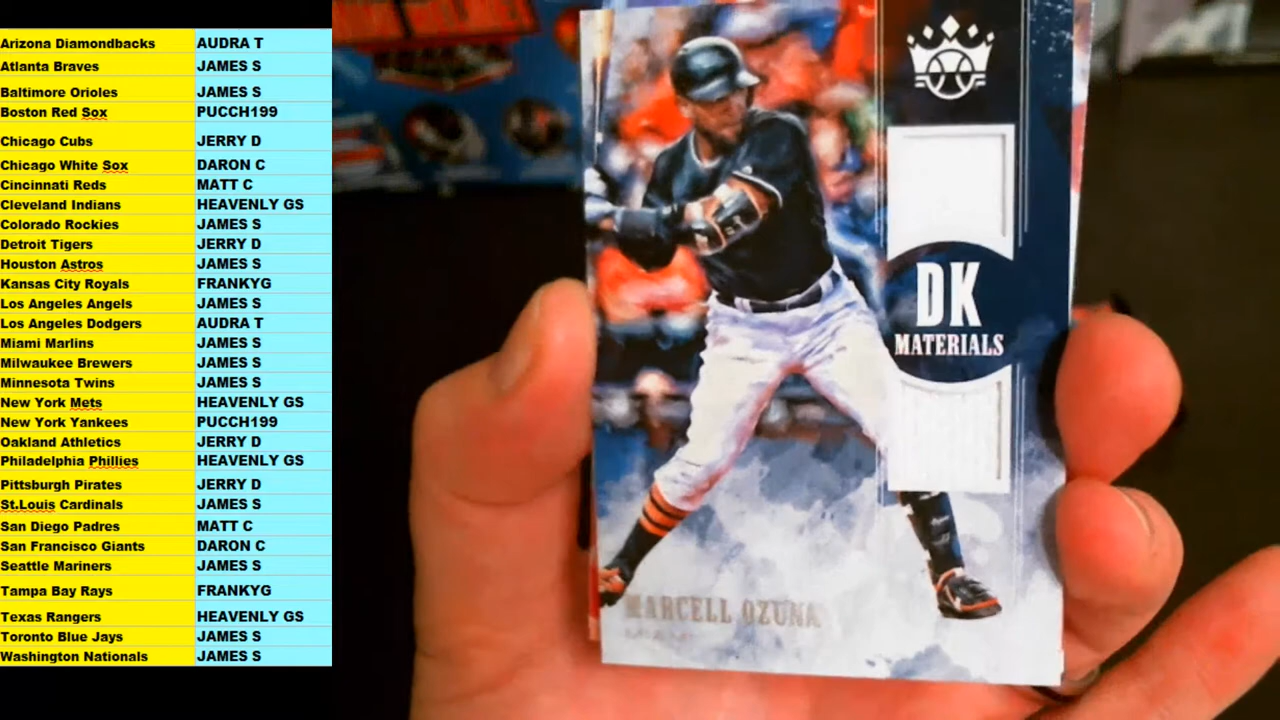 Arizona Diamondbacks AUDRA T
Atlanta Braves JAMES S
Baltimore Orioles JAMES S
Boston Red Sox PUCCH199
Chicago Cubs JERRY D
Chicago White Sox DARON C
Cincinnati Reds MATT C
Cleveland Indians HEAVENLY GS
Colorado Rockies JAMES S
Detroit Tigers JERRY D
Houston Astros JAMES S
Kansas City Royals FRANKYG
Los Angeles Angels JAMES S
Los Angeles Dodgers AUDRA T
Miami Marlins JAMES S
Milwaukee Brewers JAMES S
Minnesota Twins JAMES S
New York Mets HEAVENLY GS
New York Yankees PUCCH199
Oakland Athletics JERRY D
Philadelphia Phillies HEAVENLY GS
Pittsburgh Pirates JERRY D
St.Louis Cardinals JAMES S
San Diego Padres MATT C
San Francisco Giants DARON C
Seattle Mariners JAMES S
Tampa Bay Rays FRANKYG
Texas Rangers HEAVENLY GS
Toronto Blue Jays JAMES S
Washington Nationals JAMES S
DK
MATERIALS
MARCELL OZUNA